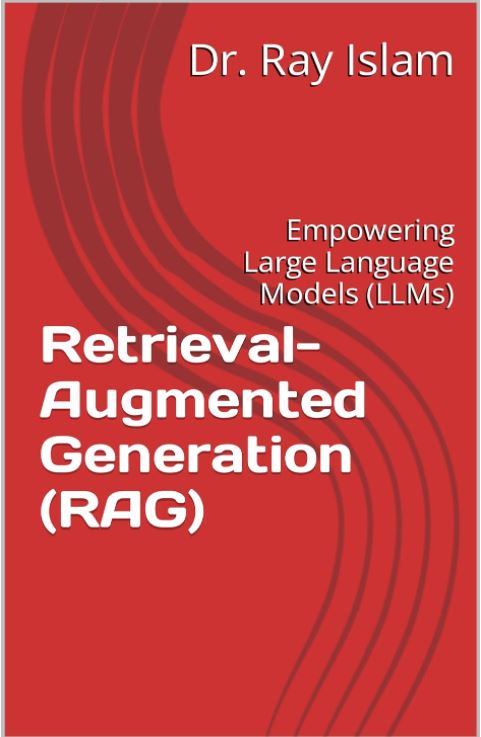 Dr. Ray Islam
Empowering
Large Language
Models (LLMs)
Retrieval-
Augmented
Generation
(RAG)